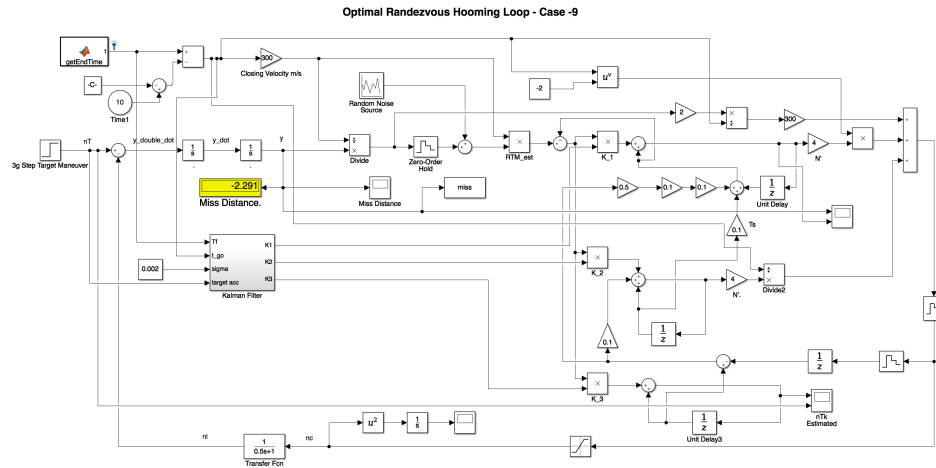 Optimal Randezvous Hooming Loop - Case -9
getEndTime
1
-C-
10
Time1
+
-
300
Closing Velocity m/s
Random Noise
Source
-2
u^v
2
×
÷
300
nT
3g Step Target Maneuver
y_double_dot
1
s
y_dot
1
s
y
×
÷
Divide
Zero-Order
Hold
×
RTM_est
×
K_1
4
N'
×
+
+
+
-2.291
Miss Distance.
Miss Distance
miss
0.5
0.1
0.1
1
z
Unit Delay
0.1
Ts
Tf
t_go
sigma
target acc
K1
K2
K3
Kalman Filter
0.002
×
K_2
4
N'.
÷
×
Divide2
1
z
0.1
1
z
×
K_3
1
z
Unit Delay3
nTk
Estimated
nl
1
0.5s+1
Transfer Fcn
nc
u²
1
s